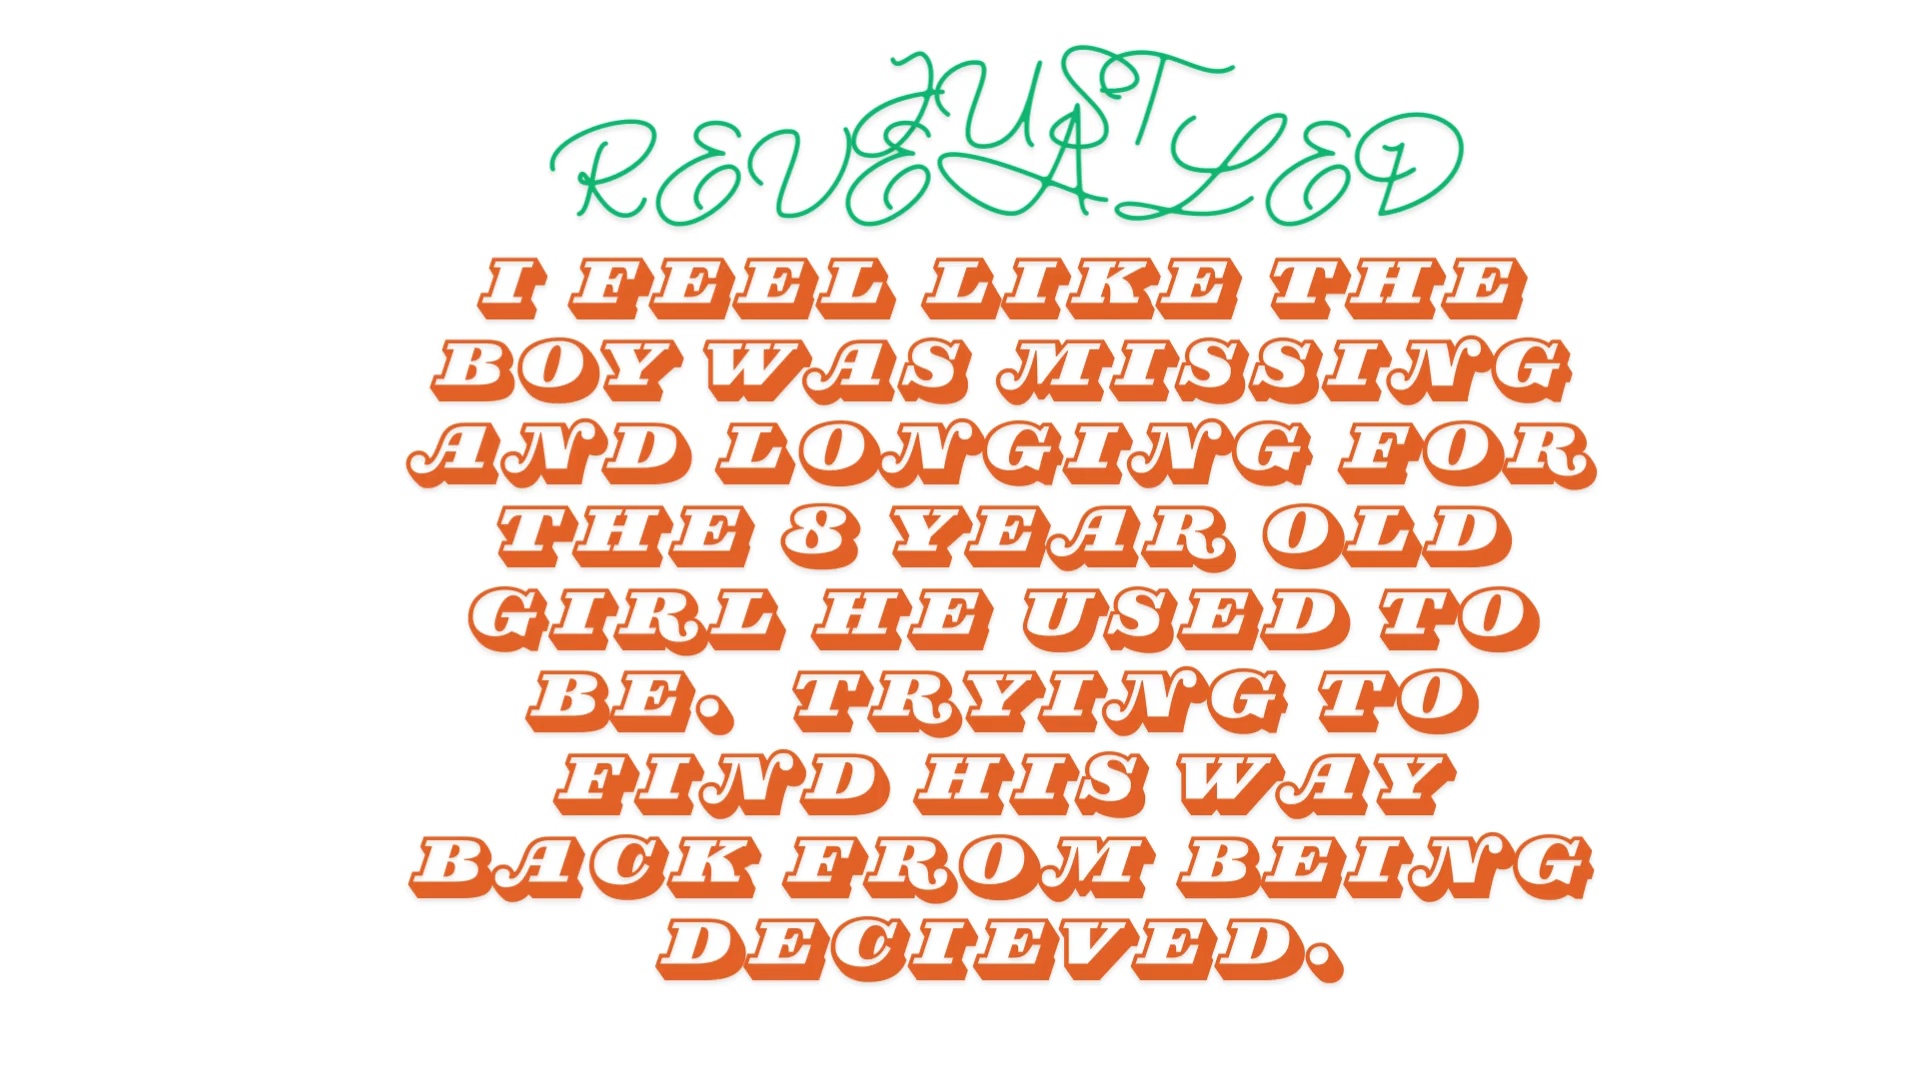 JUST
REVEALED
I FEEL LIKE THE
BOY WAS MISSING
AND LONGING FOR
THE 8 YEAR OLD
GIRL HE USED TO
BE. TRYING TO
FIND HIS WAY
BACK FROM BEING
DECIEVED.